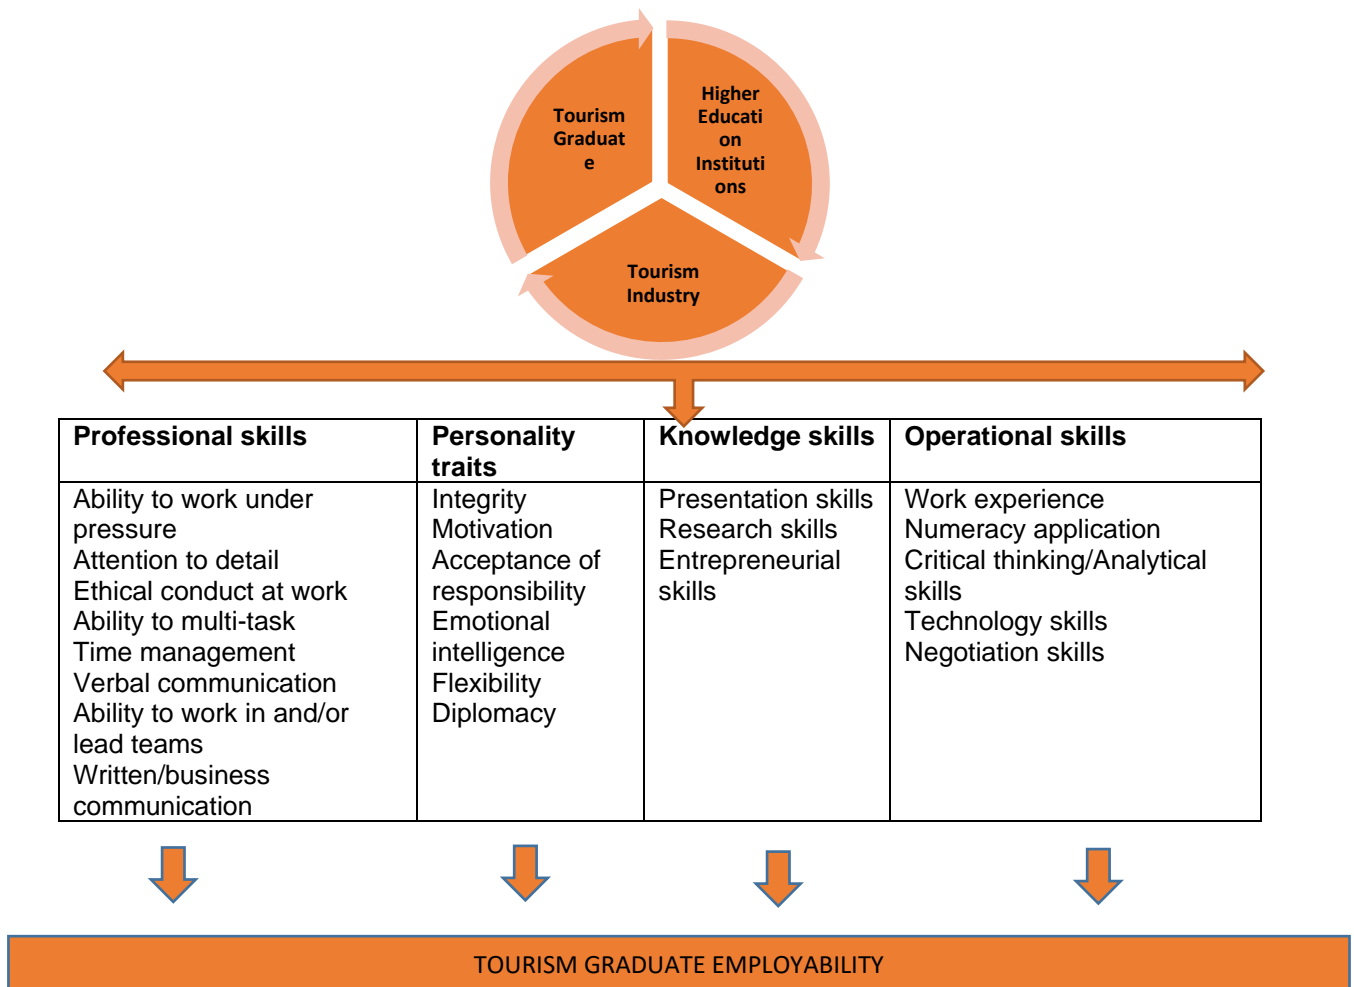 Tourism
Graduat
e
Higher
Educati
on
Instituti
ons
Tourism
Industry
Professional skills
Personality
traits
Knowledge skills
Operational skills
Ability to work under
pressure
Attention to detail
Ethical conduct at work
Ability to multi-task
Time management
Verbal communication
Ability to work in and/or
lead teams
Written/business
communication
Integrity
Motivation
Acceptance of
responsibility
Emotional
intelligence
Flexibility
Diplomacy
Presentation skills
Research skills
Entrepreneurial
skills
Work experience
Numeracy application
Critical thinking/Analytical
skills
Technology skills
Negotiation skills
TOURISM GRADUATE EMPLOYABILITY